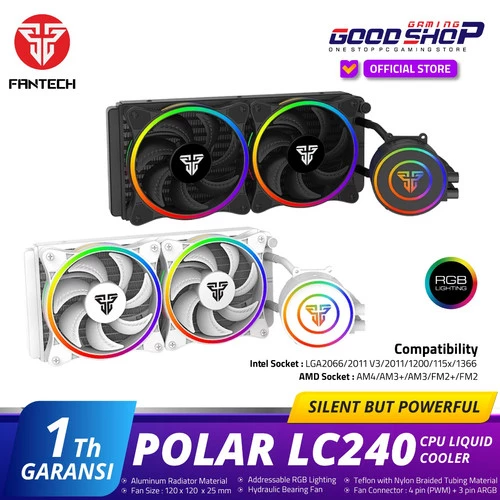 FANTECH
GAMING
GOODSHOP
ONE STOP PC GAMING STORE
OFFICIAL STORE
RGB
LIGHTING
Compatibility
Intel Socket : LGA2066/2011 V3/2011/1200/115x/1366
AMD Socket : AM4/AM3+/AM3/FM2+/FM2
SILENT BUT POWERFUL
1Th
GARANSI
POLAR LC240
CPU LIQUID
COOLER
• Aluminum Radiator Material
• Fan Size : 120 x 120 x 25 mm
• Addressable RGB Lighting
• Hydraulic Bearing Fan
• Teflon with Nylon Braided Tubing Material
• Fan Connector : 4 pin (PWM) + 3 pin ARGB